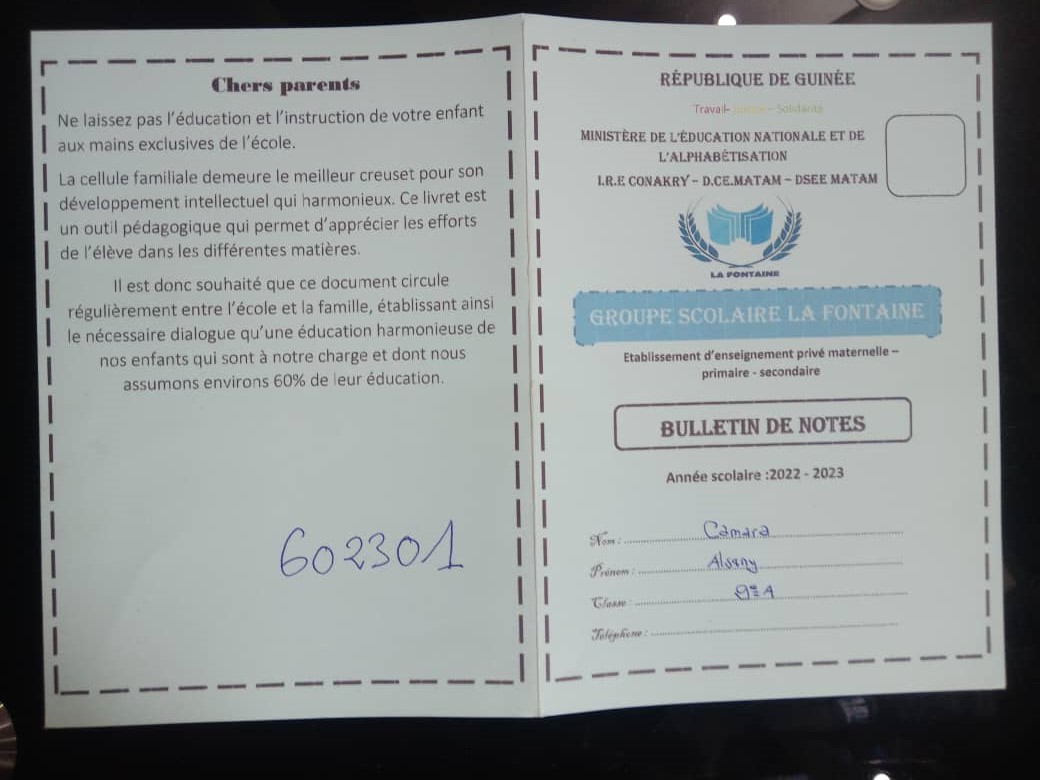 Chers parents
Ne laissez pas l'éducation et l'instruction de votre enfant
aux mains exclusives de l'école.
La cellule familiale demeure le meilleur creuset pour son
développement intellectuel qui harmonieux. Ce livret est
un outil pédagogique qui permet d'apprécier les efforts
de l'élève dans les différentes matières.
Il est donc souhaité que ce document circule
régulièrement entre l'école et la famille, établissant ainsi
le nécessaire dialogue qu'une éducation harmonieuse de
nos enfants qui sont à notre charge et dont nous
assumons environs 60% de leur éducation.
602301
RÉPUBLIQUE DE GUINÉE
Travail- Justice - Solidarité
MINISTÈRE DE L'ÉDUCATION NATIONALE ET DE
L'ALPHABÉTISATION
I.R.E CONAKRY - D.CE.MATAM - DSEE MATAM
LA FONTAINE
GROUPE SCOLAIRE LA FONTAINE
Etablissement d'enseignement privé maternelle –
primaire - secondaire
BULLETIN DE NOTES
Année scolaire :2022 - 2023
Nom : Camara
Prénom : Alsény
Classe : 9e A
Téléphone :